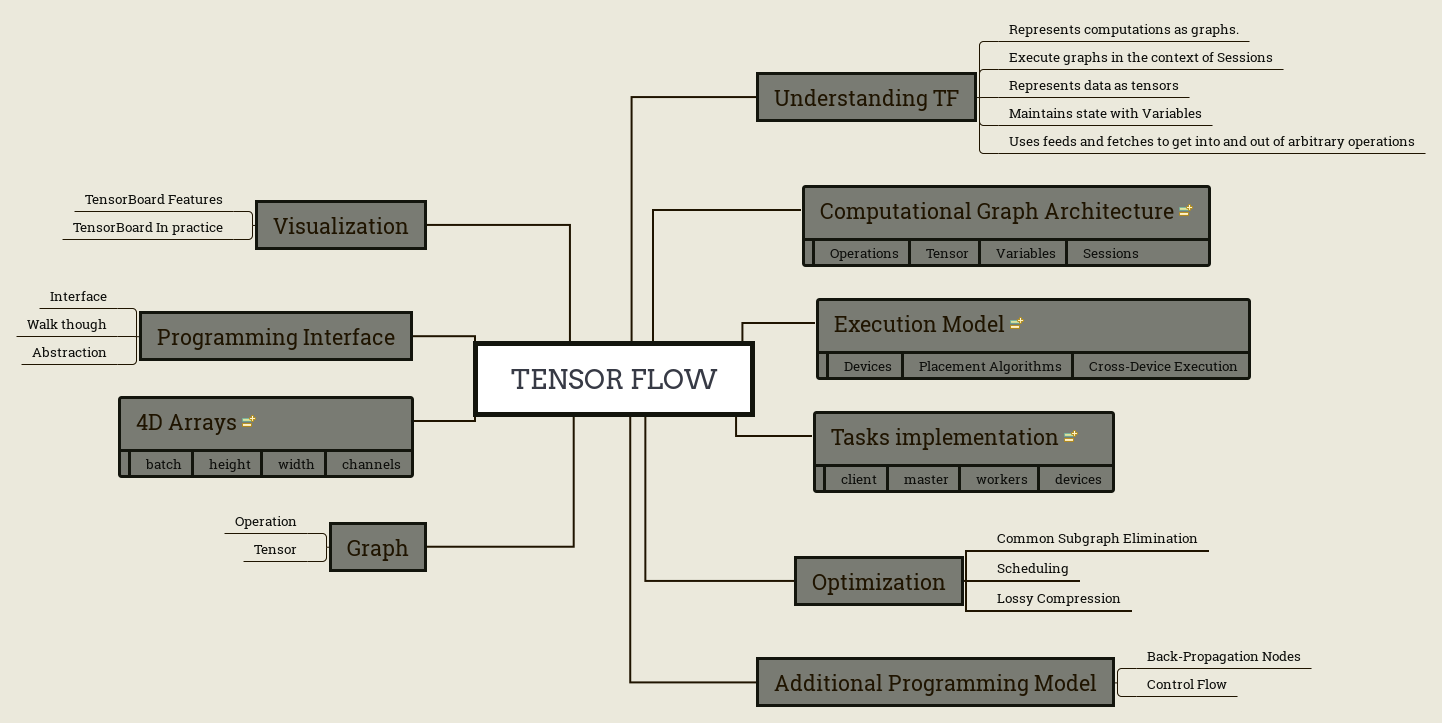 TENSOR FLOW
Understanding TF
Represents computations as graphs.
Execute graphs in the context of Sessions
Represents data as tensors
Maintains state with Variables
Uses feeds and fetches to get into and out of arbitrary operations
Computational Graph Architecture
Operations Tensor Variables Sessions
Execution Model
Devices Placement Algorithms Cross-Device Execution
Tasks implementation
client master workers devices
Optimization
Common Subgraph Elimination
Scheduling
Lossy Compression
Additional Programming Model
Back-Propagation Nodes
Control Flow
Visualization
TensorBoard Features
TensorBoard In practice
Programming Interface
Interface
Walk though
Abstraction
4D Arrays
batch height width channels
Graph
Operation
Tensor